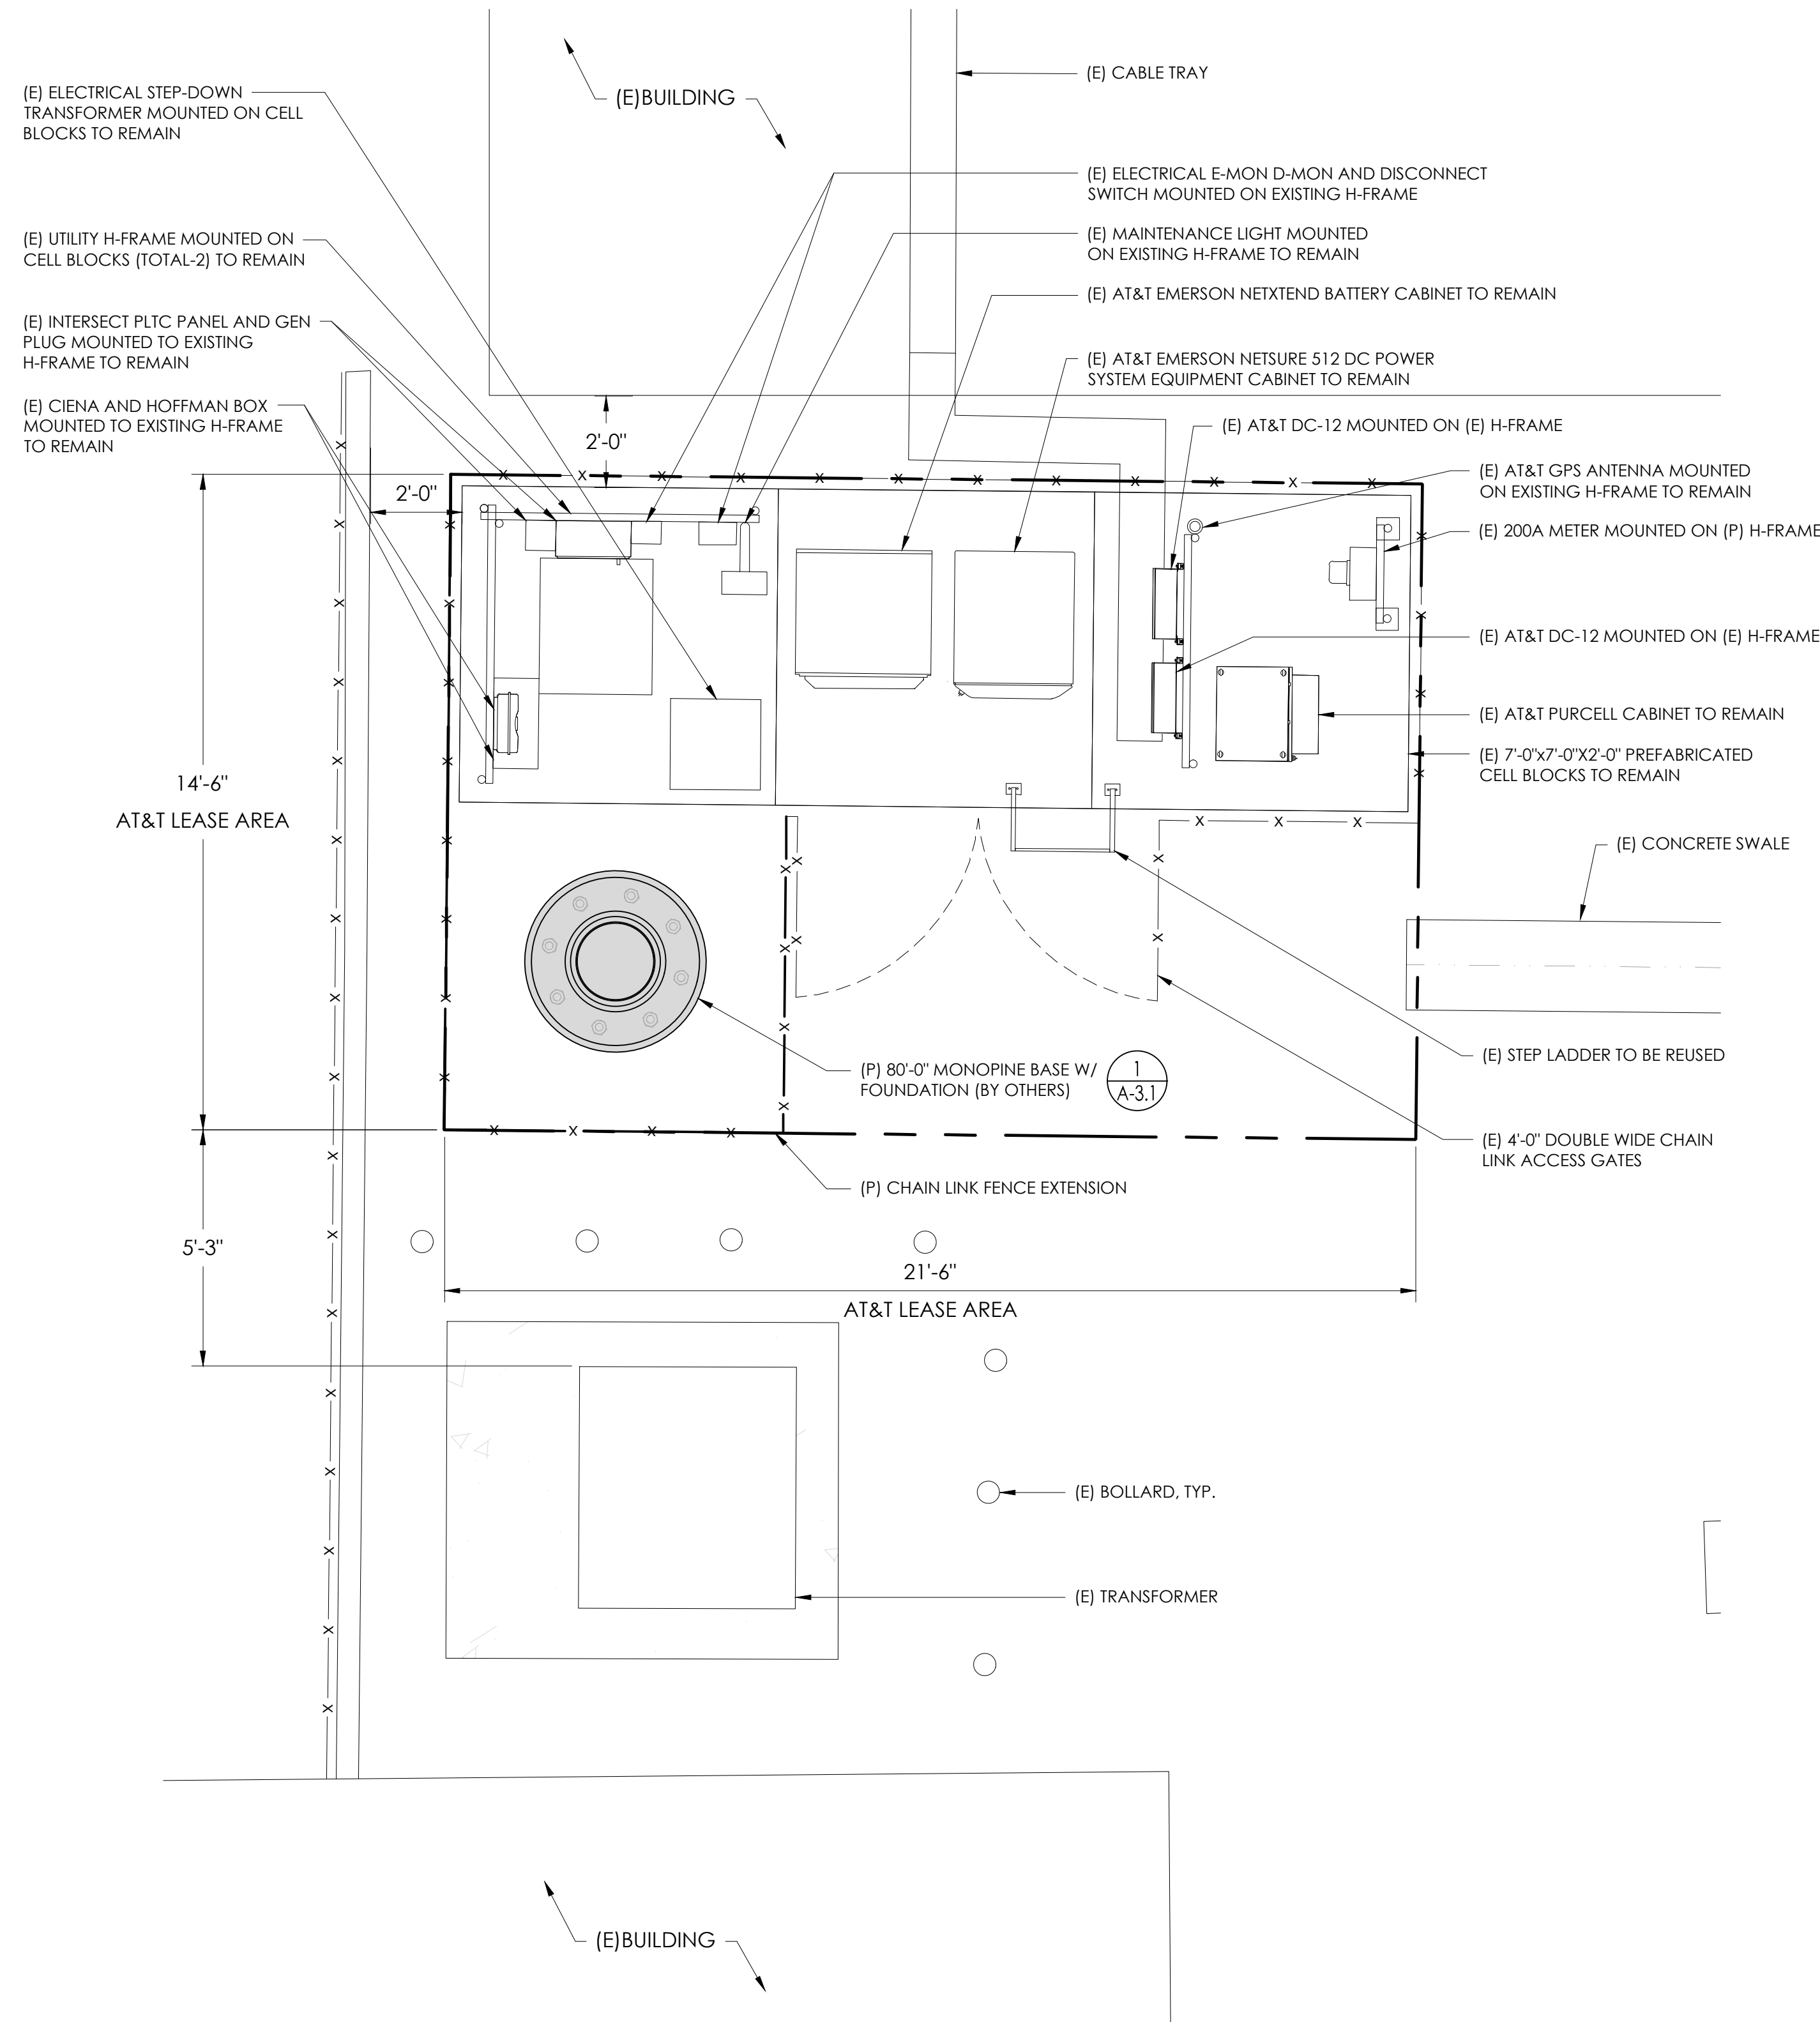 (E) ELECTRICAL STEP-DOWN
TRANSFORMER MOUNTED ON CELL
BLOCKS TO REMAIN
(E) UTILITY H-FRAME MOUNTED ON
CELL BLOCKS (TOTAL-2) TO REMAIN
(E) INTERSECT PLTC PANEL AND GEN
PLUG MOUNTED TO EXISTING
H-FRAME TO REMAIN
(E) CIENA AND HOFFMAN BOX
MOUNTED TO EXISTING H-FRAME
TO REMAIN
(E)BUILDING
(E) CABLE TRAY
(E) ELECTRICAL E-MON D-MON AND DISCONNECT
SWITCH MOUNTED ON EXISTING H-FRAME
(E) MAINTENANCE LIGHT MOUNTED
ON EXISTING H-FRAME TO REMAIN
(E) AT&T EMERSON NETXTEND BATTERY CABINET TO REMAIN
(E) AT&T EMERSON NETSURE 512 DC POWER
SYSTEM EQUIPMENT CABINET TO REMAIN
(E) AT&T DC-12 MOUNTED ON (E) H-FRAME
(E) AT&T GPS ANTENNA MOUNTED
ON EXISTING H-FRAME TO REMAIN
(E) 200A METER MOUNTED ON (P) H-FRAME
(E) AT&T DC-12 MOUNTED ON (E) H-FRAME
(E) AT&T PURCELL CABINET TO REMAIN
(E) 7'-0"x7'-0"X2'-0" PREFABRICATED
CELL BLOCKS TO REMAIN
(E) CONCRETE SWALE
2'-0"
2'-0"
14'-6"
AT&T LEASE AREA
(P) 80'-0" MONOPINE BASE W/
FOUNDATION (BY OTHERS)
1
A-3.1
(E) STEP LADDER TO BE REUSED
(E) 4'-0" DOUBLE WIDE CHAIN
LINK ACCESS GATES
(P) CHAIN LINK FENCE EXTENSION
5'-3"
21'-6"
AT&T LEASE AREA
(E) BOLLARD, TYP.
(E) TRANSFORMER
(E)BUILDING